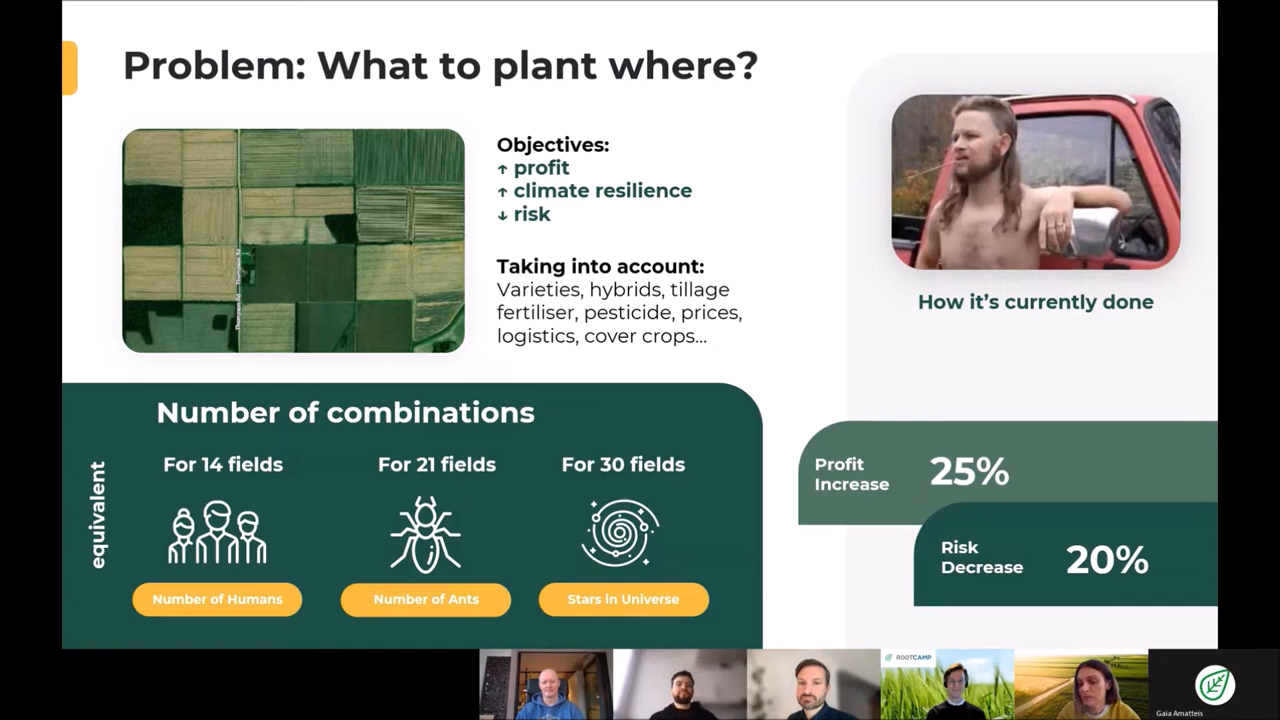 Problem: What to plant where?
Objectives:
↑ profit
↑ climate resilience
↓ risk
Taking into account:
Varieties, hybrids, tillage
fertiliser, pesticide, prices,
logistics, cover crops...
How it's currently done
Number of combinations
equivalent
For 14 fields
For 21 fields
For 30 fields
Number of Humans
Number of Ants
Stars in Universe
Profit
Increase
25%
Risk
Decrease
20%
ROOTCAMP
Gaia Amatteis